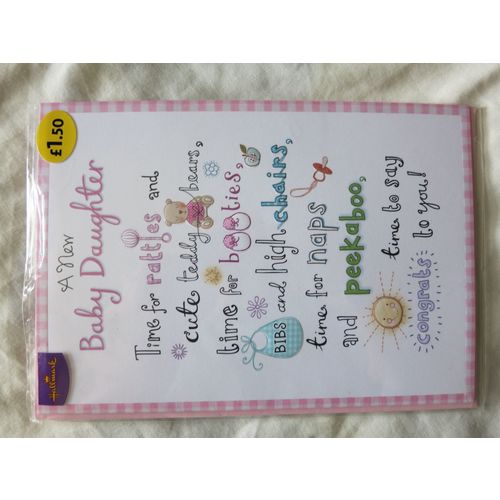 Hallmark
£1.50
A New
Baby Daughter
Time for rattles and
cute teddy bears,
time for booties,
BIBS and high chairs,
time for naps
and peekaboo,
time to say
congrats to you!